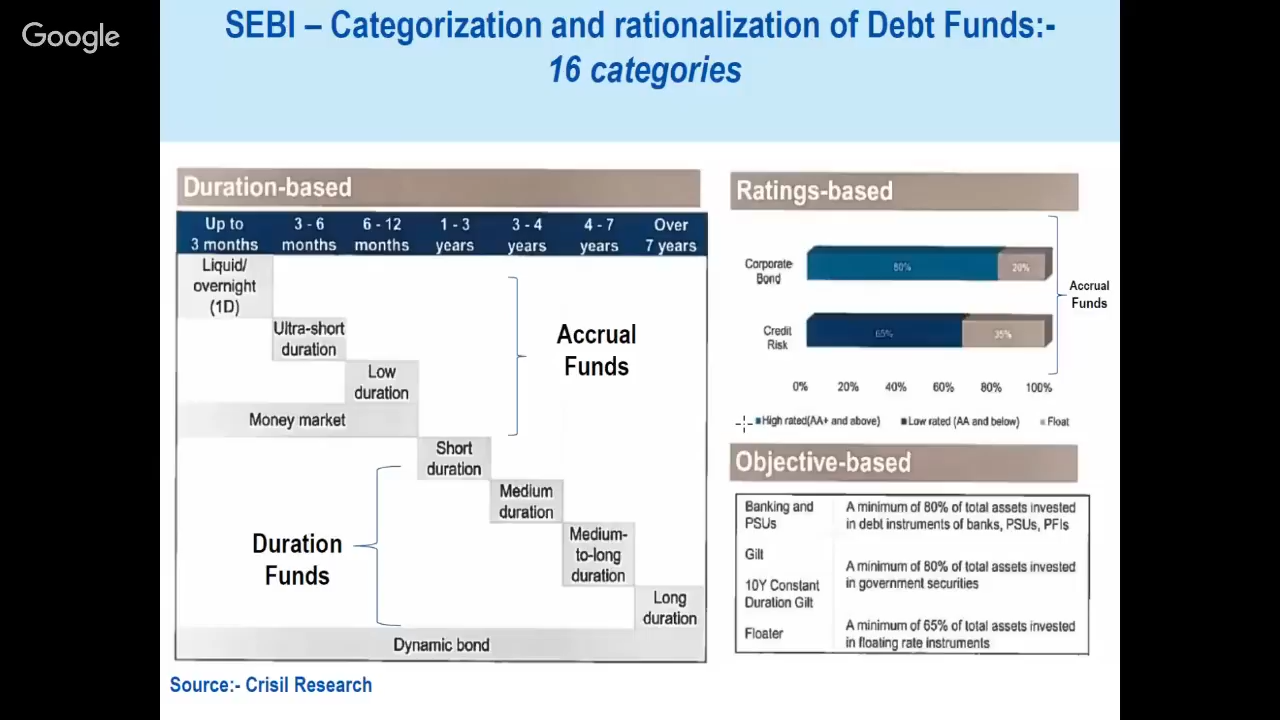 Google
SEBI – Categorization and rationalization of Debt Funds:-
16 categories
Duration-based
Up to
3 months
3 - 6
months
6 - 12
months
1 - 3
years
3 - 4
years
4 - 7
years
Over
7 years
Liquid/
overnight
(1D)
Ultra-short
duration
Low
duration
Money market
Short
duration
Medium
duration
Medium-
to-long
duration
Long
duration
Dynamic bond
Accrual
Funds
Duration
Funds
Source:- Crisil Research
Ratings-based
Corporate
Bond
80%
20%
Credit
Risk
65%
35%
0% 20% 40% 60% 80% 100%
High rated(AA+ and above) Low rated (AA and below) Float
Accrual
Funds
Objective-based
Banking and
PSUs
A minimum of 80% of total assets invested
in debt instruments of banks, PSUs, PFIs
Gilt
10Y Constant
Duration Gilt
A minimum of 80% of total assets invested
in government securities
Floater
A minimum of 65% of total assets invested
in floating rate instruments